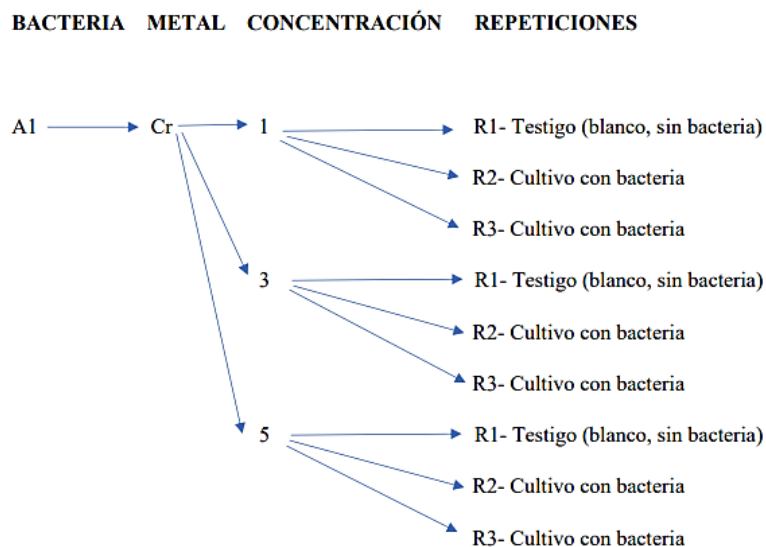 BACTERIA METAL CONCENTRACIÓN REPETICIONES
A1 Cr 1 R1- Testigo (blanco, sin bacteria)
R2- Cultivo con bacteria
R3- Cultivo con bacteria
3 R1- Testigo (blanco, sin bacteria)
R2- Cultivo con bacteria
R3- Cultivo con bacteria
5 R1- Testigo (blanco, sin bacteria)
R2- Cultivo con bacteria
R3- Cultivo con bacteria